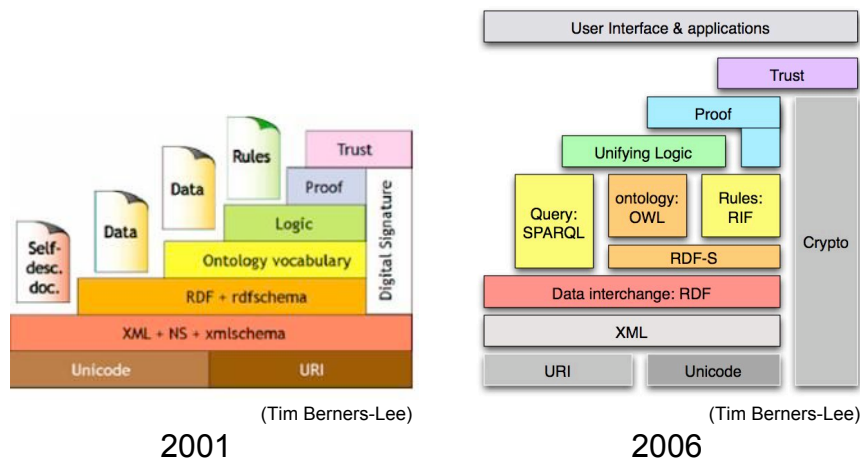 Trust
Rules
Proof
Data
Logic
Digital Signature
Data
Ontology vocabulary
Self-
desc.
doc.
RDF + rdfschema
XML + NS + xmlschema
Unicode
URI
(Tim Berners-Lee)
2001
User Interface & applications
Trust
Proof
Unifying Logic
Query:
SPARQL
ontology:
OWL
Rules:
RIF
Crypto
RDF-S
Data interchange: RDF
XML
URI
Unicode
(Tim Berners-Lee)
2006